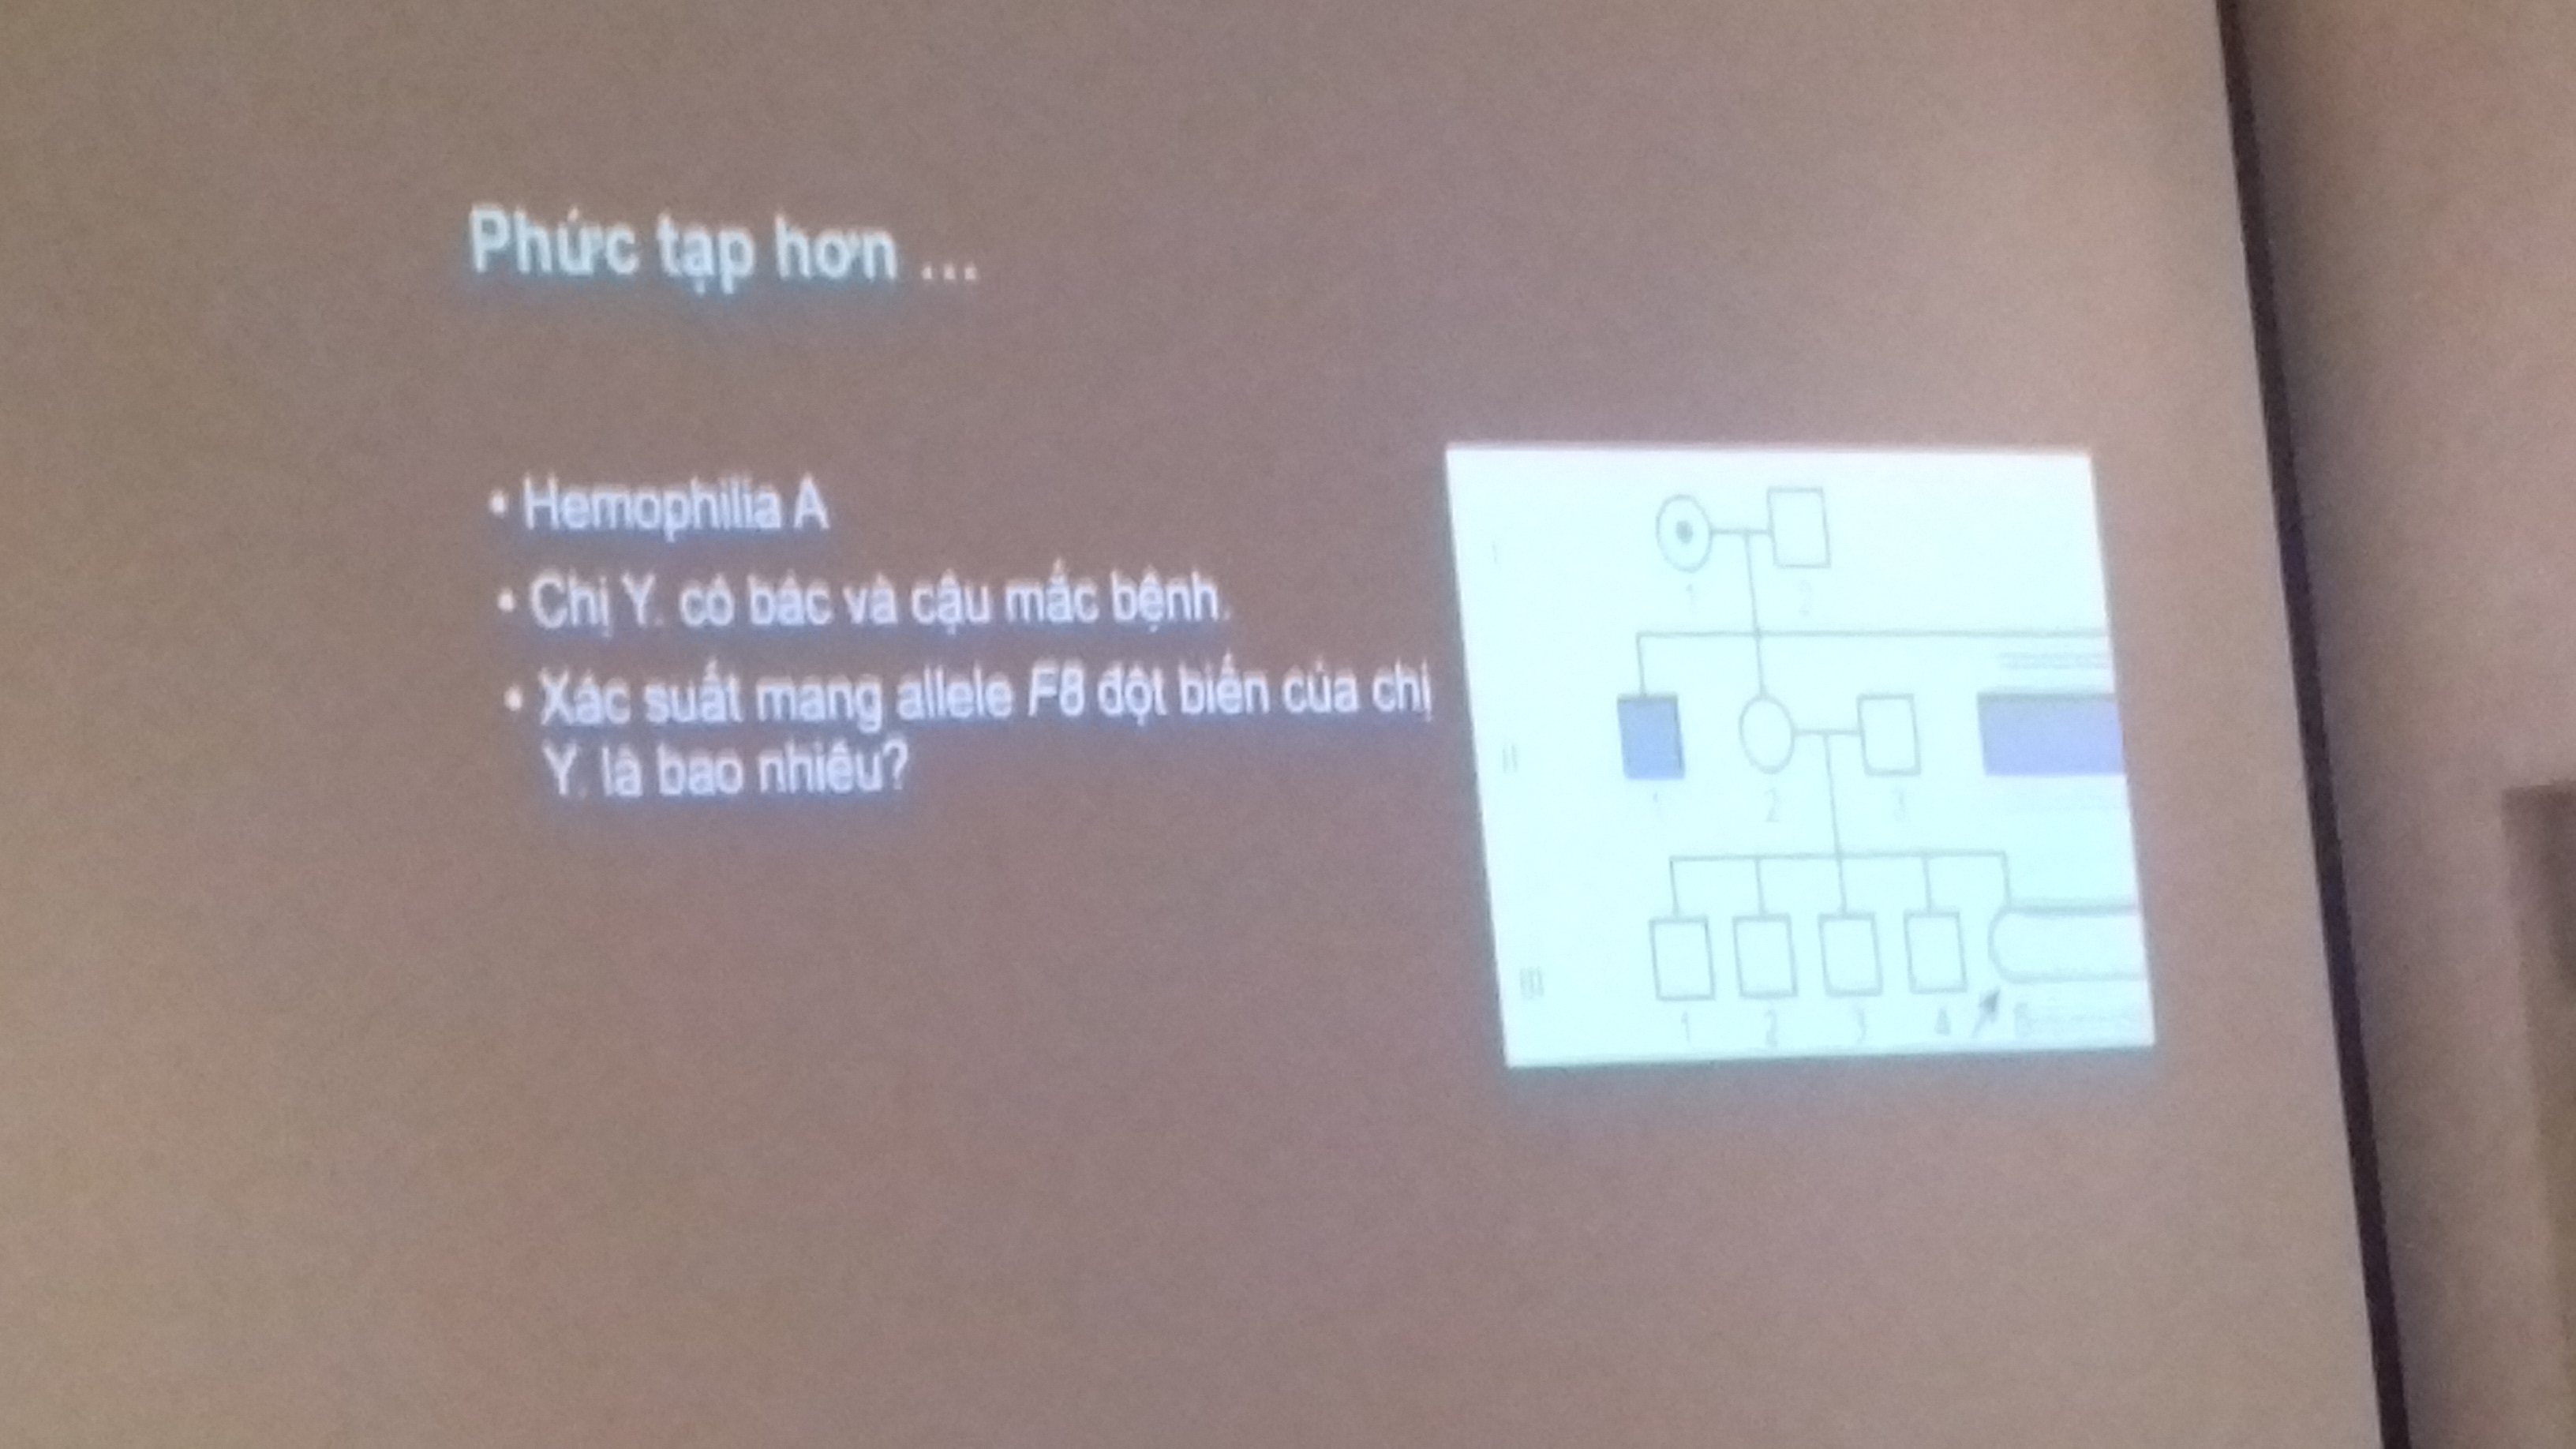 Phức tạp hơn ...
• Hemophilia A
• Chị Y. có bác và cậu mắc bệnh.
• Xác suất mang allele F8 đột biến của chị
Y. là bao nhiêu?
I
1 2
II
1 2 3
III
1 2 3 4 5